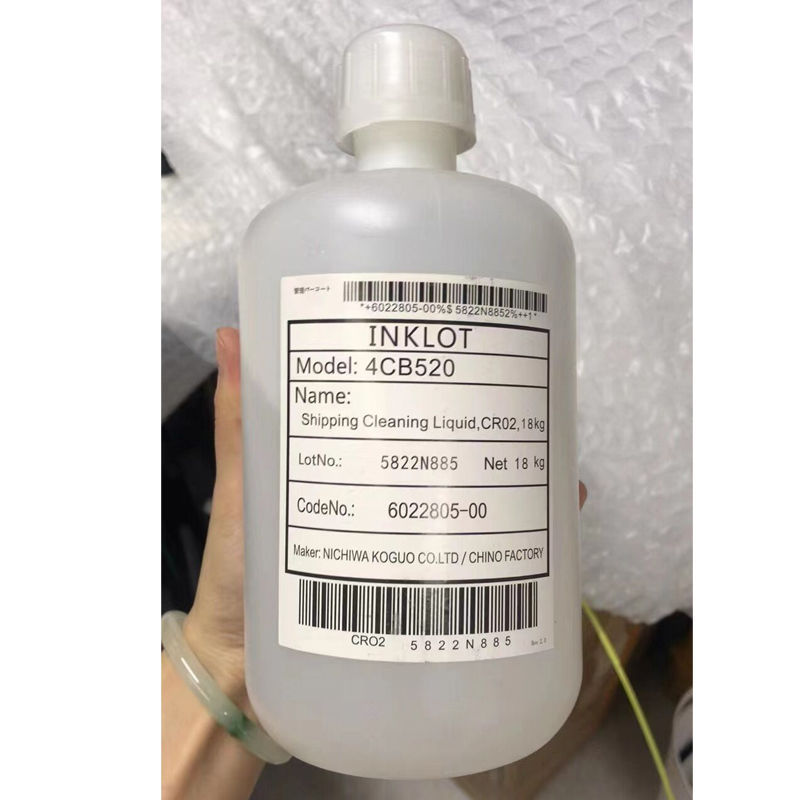 管理バーコード
*+6022805-00%$ 5822N8852%++1*
INKLOT
Model: 4CB520
Name:
Shipping Cleaning Liquid,CR02,18kg
LotNo.: 5822N885 Net 18 kg
CodeNo.: 6022805-00
Maker: NICHIWA KOGUO CO.LTD / CHINO FACTORY
CRO2 5822N885